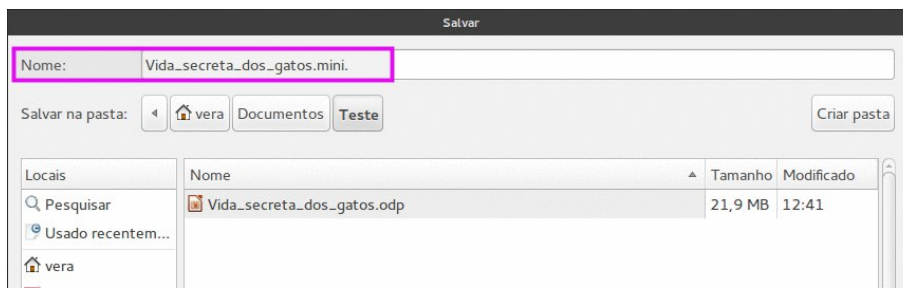 Salvar
Nome: Vida_secreta_dos_gatos.mini.
Salvar na pasta: vera Documentos Teste Criar pasta
Locais Nome Tamanho Modificado
Pesquisar Vida_secreta_dos_gatos.odp 21,9 MB 12:41
Usado recentem...
vera